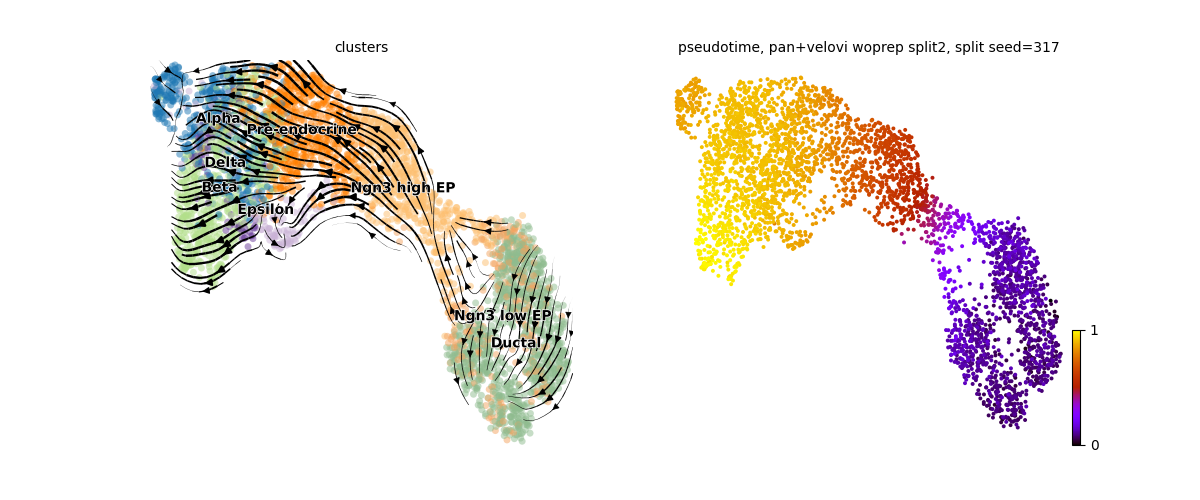 clusters
Alpha
Pre-endocrine
Delta
Beta
Ngn3 high EP
Epsilon
Ngn3 low EP
Ductal
pseudotime, pan+velovi woprep split2, split seed=317
1
0